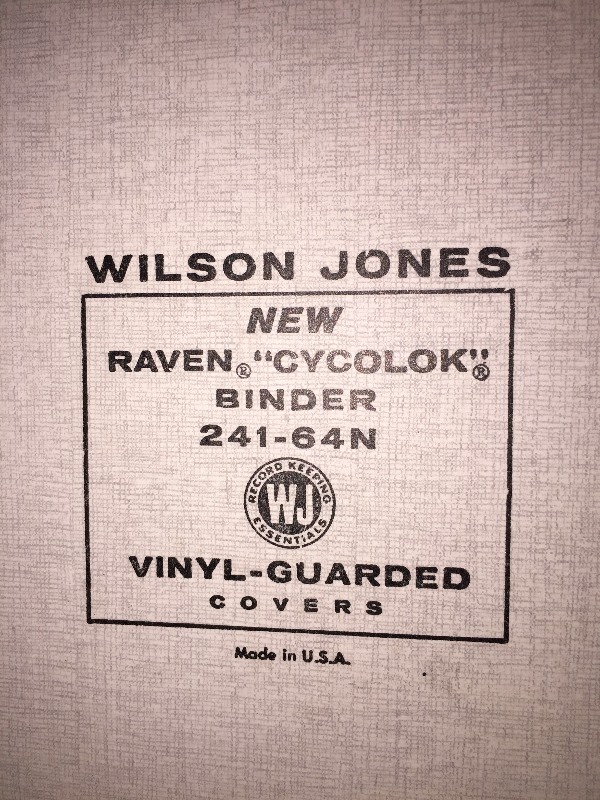 WILSON JONES
NEW
RAVEN® “CYCOLOK”®
BINDER
241-64N
RECORD KEEPING
WJ
ESSENTIALS
VINYL-GUARDED
COVERS
Made in U.S.A.